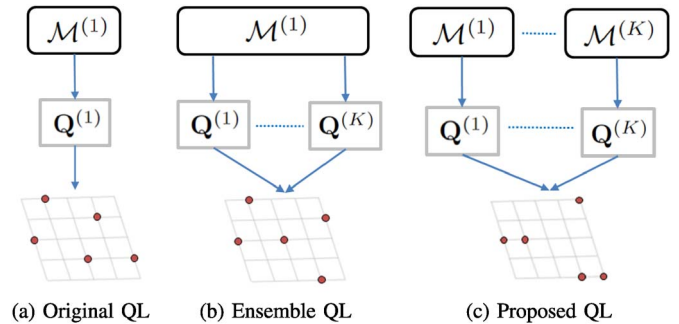 𝓜⁽¹⁾ 𝓜⁽¹⁾ 𝓜⁽¹⁾ 𝓜⁽ᴷ⁾
𝐐⁽¹⁾ 𝐐⁽¹⁾ 𝐐⁽ᴷ⁾ 𝐐⁽¹⁾ 𝐐⁽ᴷ⁾
(a) Original QL (b) Ensemble QL (c) Proposed QL